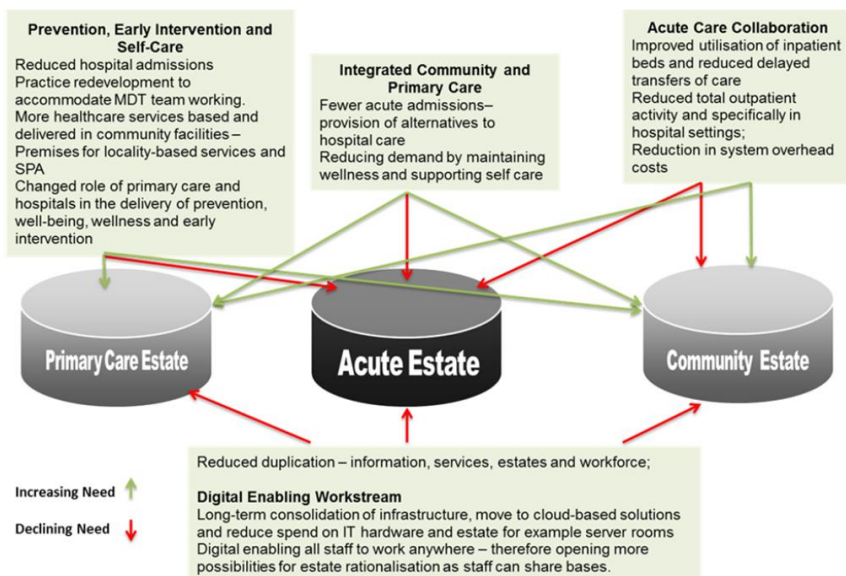 Prevention, Early Intervention and
Self-Care
Reduced hospital admissions
Practice redevelopment to
accommodate MDT team working.
More healthcare services based and
delivered in community facilities –
Premises for locality-based services and
SPA
Changed role of primary care and
hospitals in the delivery of prevention,
well-being, wellness and early
intervention
Integrated Community and
Primary Care
Fewer acute admissions–
provision of alternatives to
hospital care
Reducing demand by maintaining
wellness and supporting self care
Acute Care Collaboration
Improved utilisation of inpatient
beds and reduced delayed
transfers of care
Reduced total outpatient
activity and specifically in
hospital settings;
Reduction in system overhead
costs
Primary Care Estate
Acute Estate
Community Estate
Reduced duplication – information, services, estates and workforce;
Digital Enabling Workstream
Long-term consolidation of infrastructure, move to cloud-based solutions
and reduce spend on IT hardware and estate for example server rooms
Digital enabling all staff to work anywhere – therefore opening more
possibilities for estate rationalisation as staff can share bases.
Increasing Need
Declining Need